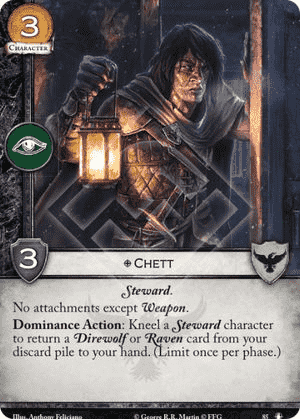 3
CHARACTER
3
CHETT
Steward.
No attachments except Weapon.
Dominance Action: Kneel a Steward character
to return a Direwolf or Raven card from your
discard pile to your hand. (Limit once per phase.)
Illus. Anthony Feliciano © George R.R. Martin © FFG 85